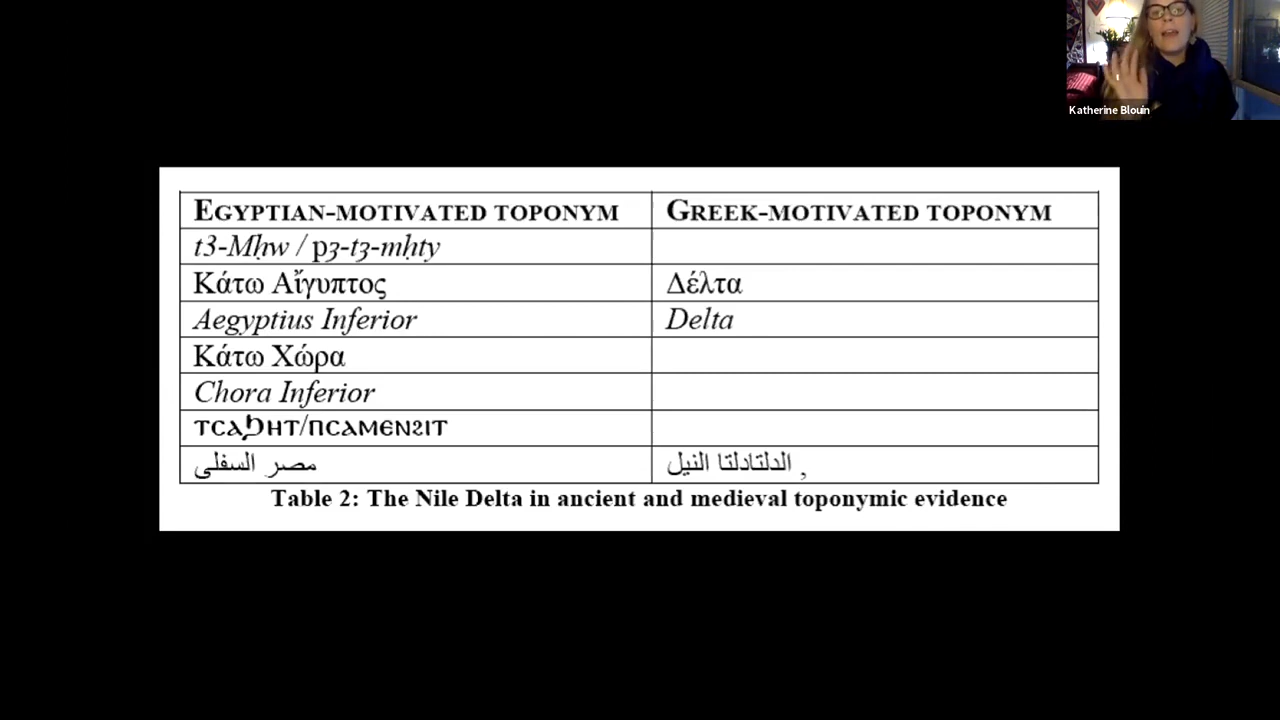 Katherine Blouin
EGYPTIAN-MOTIVATED TOPONYM GREEK-MOTIVATED TOPONYM
t3-Mḥw / p3-t3-mḥty
Κάτω Αἴγυπτος Δέλτα
Aegyptius Inferior Delta
Κάτω Χώρα
Chora Inferior
ⲧⲥⲁϧⲏⲧ/ⲡⲥⲁⲙⲉⲛϩⲓⲧ
مصر السفلى الدلتادلتا النيل ,
Table 2: The Nile Delta in ancient and medieval toponymic evidence